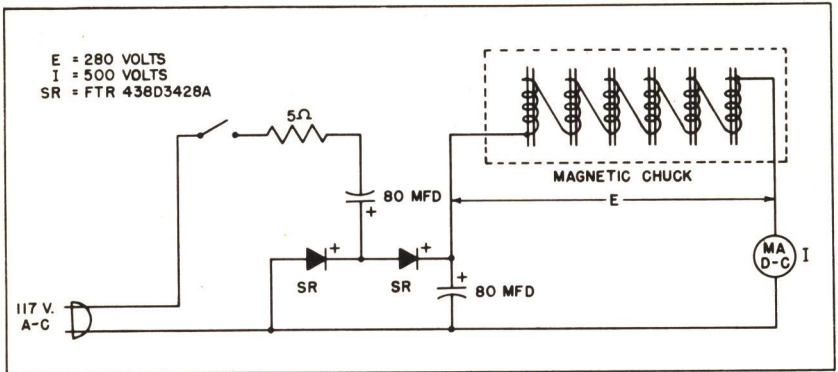 E = 280 VOLTS
I = 500 VOLTS
SR = FTR 438D3428A
5Ω
80 MFD
+
MAGNETIC CHUCK
E
+
SR
+
SR
+
80 MFD
MA
D-C
I
117 V.
A-C